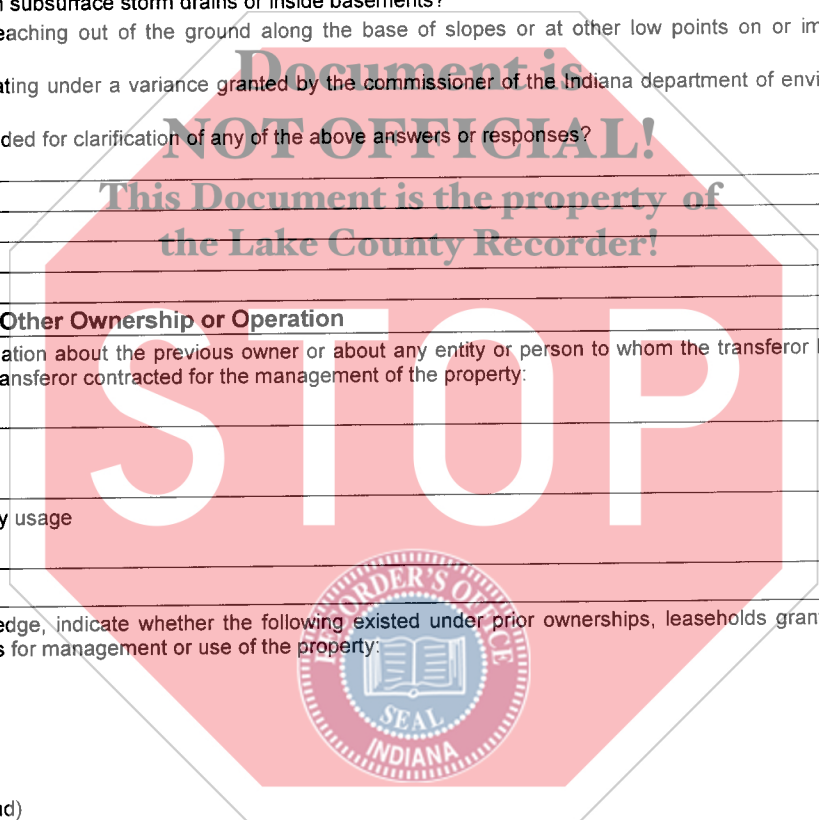 n subsurface storm drains or inside basements?
eaching out of the ground along the base of slopes or at other low points on or im
Document is
ating under a variance granted by the commissioner of the Indiana department of envi
NOT OFFICIAL!
ded for clarification of any of the above answers or responses?
This Document is the property of
the Lake County Recorder!
Other Ownership or Operation
ation about the previous owner or about any entity or person to whom the transferor l
ansferor contracted for the management of the property:
STOP
y usage
RECORDER'S OFFICE
edge, indicate whether the following existed under prior ownerships, leaseholds gran
s for management or use of the property:
SEAL
INDIANA
nd)